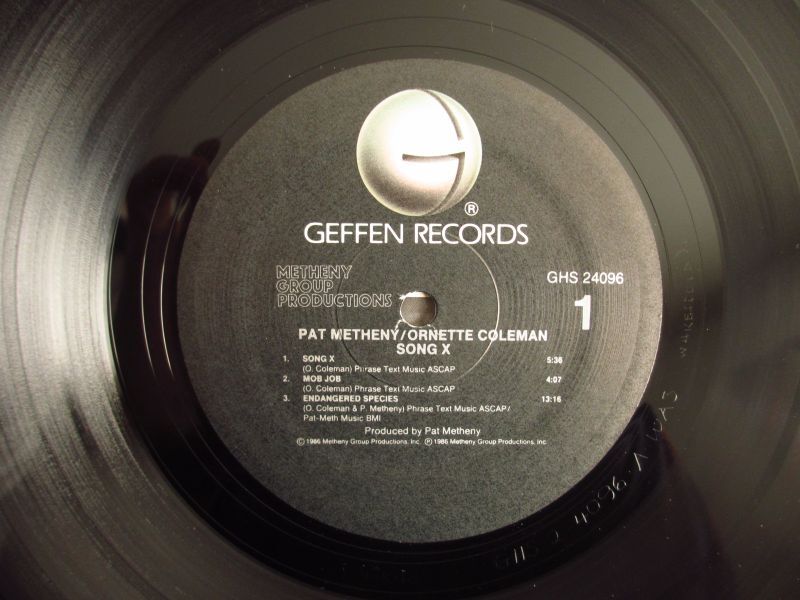 ®
GEFFEN RECORDS
METHENY
GROUP
PRODUCTIONS
GHS 24096
1
PAT METHENY/ORNETTE COLEMAN
SONG X
1. SONG X 5:36
(O. Coleman) Phrase Text Music ASCAP
2. MOB JOB 4:07
(O. Coleman) Phrase Text Music ASCAP
3. ENDANGERED SPECIES 13:16
(O. Coleman & P. Metheny) Phrase Text Music ASCAP/
Pat-Meth Music BMI
Produced by Pat Metheny
©1986 Metheny Group Productions, Inc. ℗1986 Metheny Group Productions, Inc.